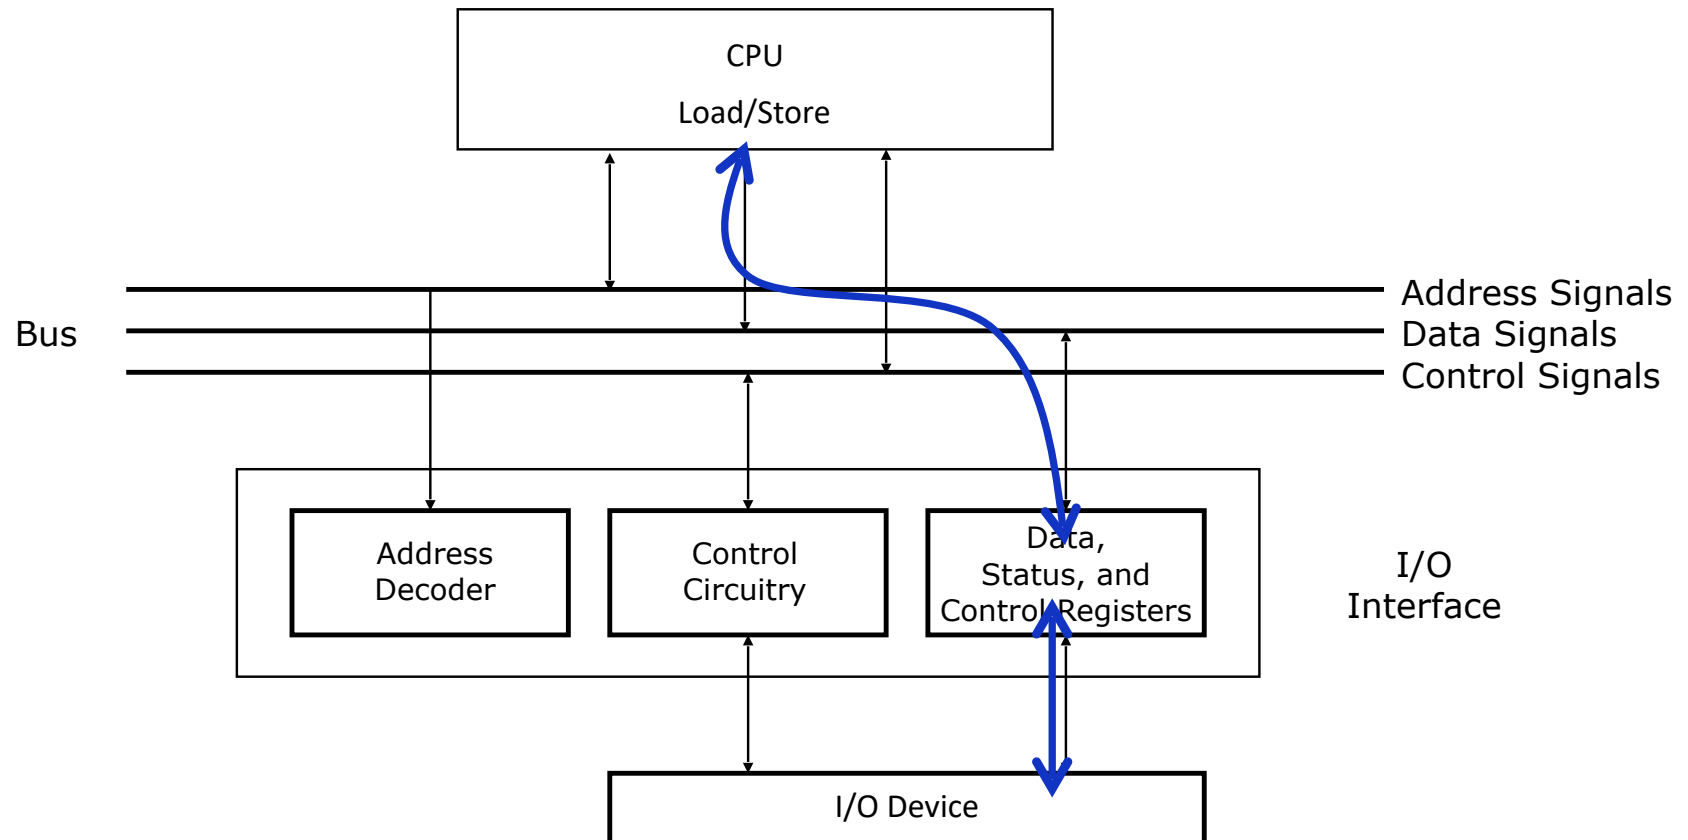 CPU
Load/Store
Bus
Address Signals
Data Signals
Control Signals
Address
Decoder
Control
Circuitry
Data,
Status, and
Control Registers
I/O
Interface
I/O Device